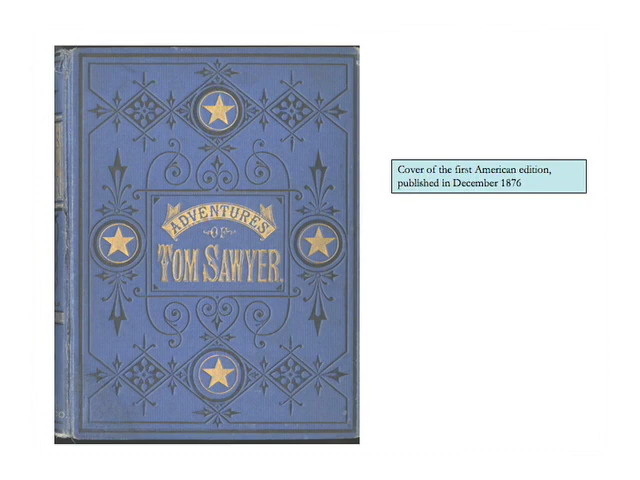 ADVENTURES
OF
TOM SAWYER.
Cover of the first American edition,
published in December 1876